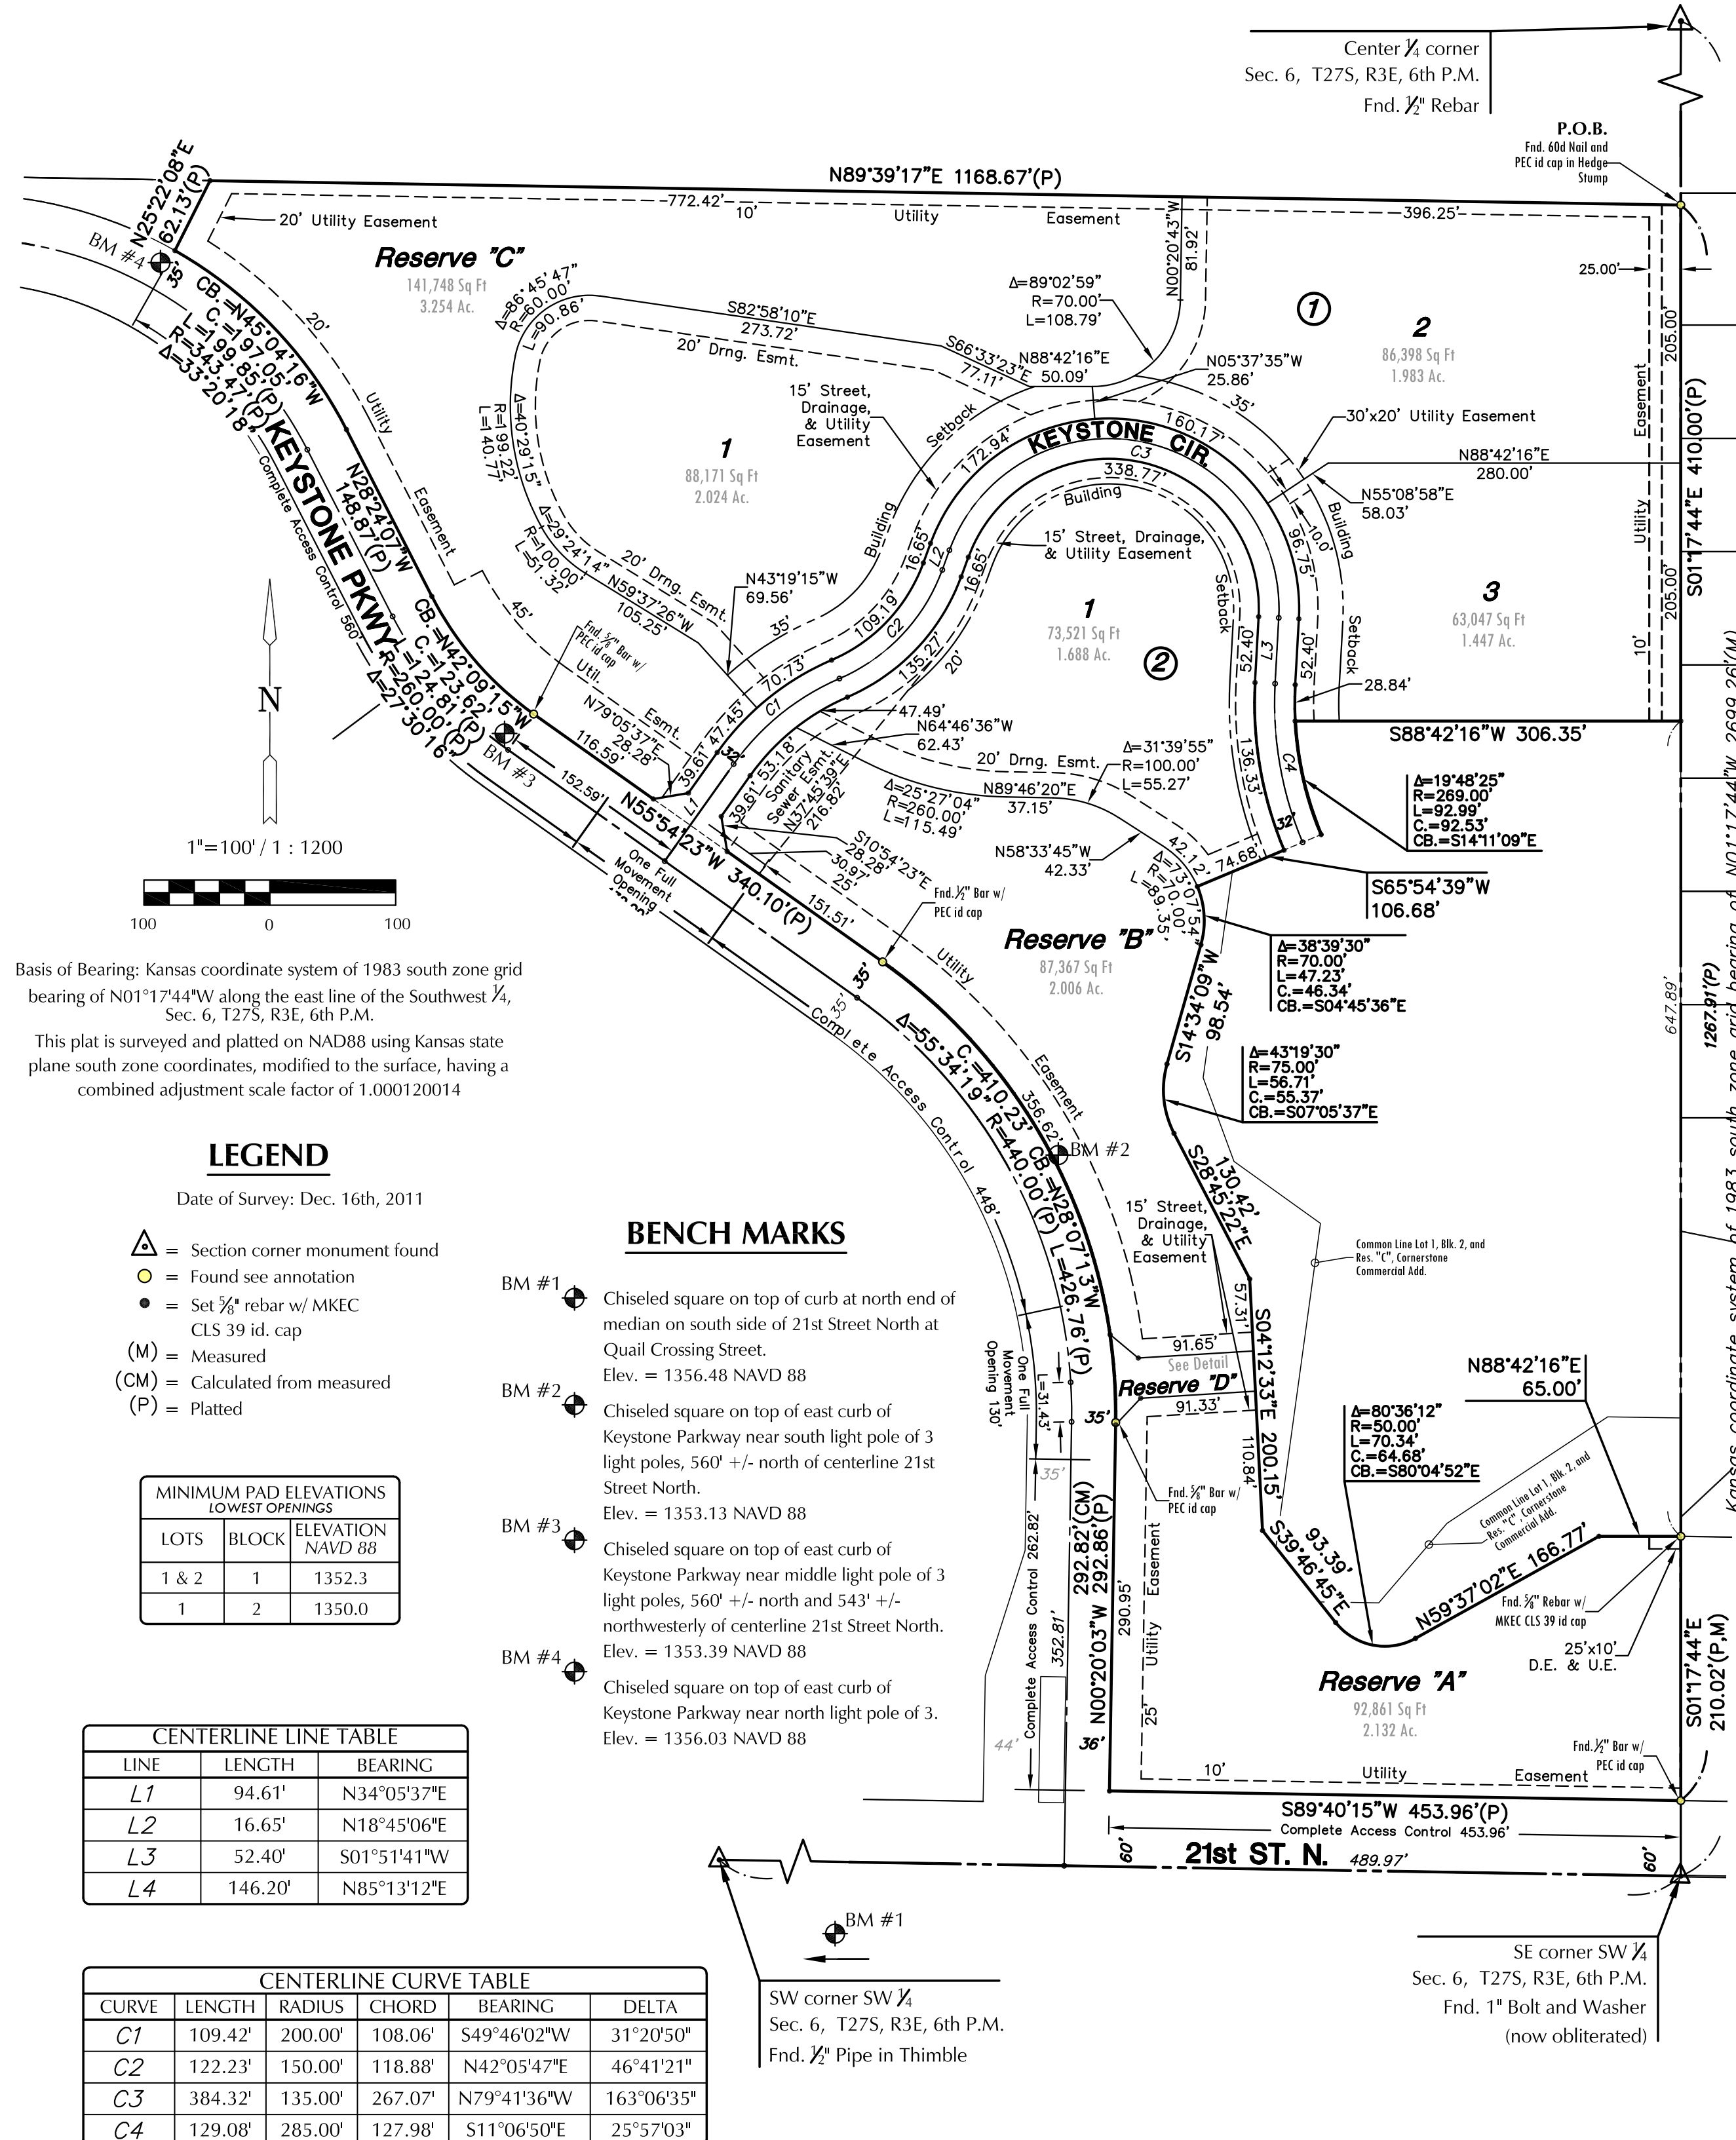 Center 1/4 corner
Sec. 6, T27S, R3E, 6th P.M.
Fnd. 1/2" Rebar
P.O.B.
Fnd. 60d Nail and
PEC id cap in Hedge
Stump
N89°39'17"E 1168.67'(P)
772.42'
10' Utility Easement
396.25'
N25°22'08"E
62.13'(P)
20' Utility Easement
BM #4
35'
Reserve "C"
141,748 Sq Ft
3.254 Ac.
N00°20'43"W
81.92'
25.00'
CB.=N45°04'16"W
C.=197.05'
L=199.85'(P)
R=343.47'(P)
Δ=33°20'18"
20'
Utility
Easement
Δ=86°45'47"
R=60.00'
L=90.86'
S82°58'10"E
273.72'
20' Drng. Esmt.
S66°33'23"E
77.11'
Δ=89°02'59"
R=70.00'
L=108.79'
N88°42'16"E
50.09'
N05°37'35"W
25.86'
1
2
86,398 Sq Ft
1.983 Ac.
205.00'
S01°17'44"E 410.00'(P)
Easement
Utility
10'
205.00'
35'
30'x20' Utility Easement
15' Street,
Drainage,
& Utility
Easement
Setback
Building
172.94'
160.17'
KEYSTONE CIR.
C3
338.77'
Building
N88°42'16"E
280.00'
N55°08'58"E
58.03'
10.0'
96.75'
Building
Setback
1
88,171 Sq Ft
2.024 Ac.
Δ=40°29'15"
R=199.22'
L=140.77'
Δ=29°24'14"
R=100.00'
L=51.32'
20' Drng. Esmt.
N59°37'26"W
105.25'
N43°19'15"W
69.56'
35'
16.65'
L2
16.65'
15' Street, Drainage,
& Utility Easement
Setback
1
73,521 Sq Ft
1.688 Ac.
2
3
63,047 Sq Ft
1.447 Ac.
KEYSTONE PKWY.
Complete Access Control 560'
N28°24'07"W
148.87'(P)
CB.=N42°09'15"W
C.=123.62'
L=124.81'(P)
R=260.00'(P)
Δ=27°30'16"
45'
Util.
Esmt.
Fnd. 5/8" Bar w/
PEC id cap
BM #3
N79°05'37"E
28.28'
116.59'
152.59'
109.19'
C2
135.27'
70.73'
C1
47.45'
39.61'
32'
L1
20'
53.18'
39.61'
Sanitary
Sewer Esmt.
N37°45'39"E
216.82'
47.49'
N64°46'36"W
62.43'
20' Drng. Esmt.
Δ=31°39'55"
R=100.00'
L=55.27'
N89°46'20"E
37.15'
Δ=25°27'04"
R=260.00'
L=115.49'
N58°33'45"W
42.33'
42.12'
Δ=73°07'54"
R=70.00'
L=89.35'
52.40'
L3
52.40'
28.84'
S88°42'16"W 306.35'
136.33'
C4
32'
74.68'
Δ=19°48'25"
R=269.00'
L=92.99'
C.=92.53'
CB.=S14°11'09"E
S65°54'39"W
106.68'
N
1"=100' / 1 : 1200
100 0 100
N55°54'23"W 340.10'(P)
One Full
Movement
Opening
S10°54'23"E
28.28'
30.97'
25'
151.51'
Fnd. 1/2" Bar w/
PEC id cap
Utility
Easement
Reserve "B"
87,367 Sq Ft
2.006 Ac.
Δ=38°39'30"
R=70.00'
L=47.23'
C.=46.34'
CB.=S04°45'36"E
S14°34'09"W
98.54'
Δ=43°19'30"
R=75.00'
L=56.71'
C.=55.37'
CB.=S07°05'37"E
S28°45'22"E
130.42'
647.89'
1267.91'(P)
Kansas coordinate system of 1983 south zone grid bearing of N01°17'44"W 2699.26'(M)
Basis of Bearing: Kansas coordinate system of 1983 south zone grid
bearing of N01°17'44"W along the east line of the Southwest 1/4,
Sec. 6, T27S, R3E, 6th P.M.
This plat is surveyed and platted on NAD88 using Kansas state
plane south zone coordinates, modified to the surface, having a
combined adjustment scale factor of 1.000120014
35'
35'
Complete Access Control 448'
Δ=55°34'19" R=440.00'(P) L=426.76'(P)
C.=410.23' CB.=N28°07'13"W
356.62'
BM #2
15' Street,
Drainage,
& Utility
Easement
Common Line Lot 1, Blk. 2, and
Res. "C", Cornerstone
Commercial Add.
LEGEND
Date of Survey: Dec. 16th, 2011
= Section corner monument found
= Found see annotation
= Set 5/8" rebar w/ MKEC
CLS 39 id. cap
(M) = Measured
(CM) = Calculated from measured
(P) = Platted
BENCH MARKS
BM #1
Chiseled square on top of curb at north end of
median on south side of 21st Street North at
Quail Crossing Street.
Elev. = 1356.48 NAVD 88
BM #2
Chiseled square on top of east curb of
Keystone Parkway near south light pole of 3
light poles, 560' +/- north of centerline 21st
Street North.
Elev. = 1353.13 NAVD 88
BM #3
Chiseled square on top of east curb of
Keystone Parkway near middle light pole of 3
light poles, 560' +/- north and 543' +/-
northwesterly of centerline 21st Street North.
Elev. = 1353.39 NAVD 88
BM #4
Chiseled square on top of east curb of
Keystone Parkway near north light pole of 3.
Elev. = 1356.03 NAVD 88
57.31'
91.65'
See Detail
Reserve "D"
91.33'
S04°12'33"E 200.15'
110.84'
One Full
Movement
Opening 130'
L=31.43'
35'
35'
Fnd. 5/8" Bar w/
PEC id cap
N88°42'16"E
65.00'
Δ=80°36'12"
R=50.00'
L=70.34'
C.=64.68'
CB.=S80°04'52"E
S39°46'45"E
93.39'
Common Line Lot 1, Blk. 2, and
Res. "C", Cornerstone
Commercial Add.
N59°37'02"E 166.77'
Fnd. 5/8" Rebar w/
MKEC CLS 39 id cap
25'x10'
D.E. & U.E.
S01°17'44"E
210.02'(P,M)
Complete Access Control 262.82'
352.81'
292.82'(CM)
N00°20'03"W 292.86'(P)
290.95'
25' Utility Easement
44'
36'
Reserve "A"
92,861 Sq Ft
2.132 Ac.
Fnd. 1/2" Bar w/
PEC id cap
10' Utility Easement
S89°40'15"W 453.96'(P)
Complete Access Control 453.96'
60'
21st ST. N.
489.97'
60'
MINIMUM PAD ELEVATIONS
LOWEST OPENINGS
LOTS BLOCK ELEVATION NAVD 88
1 & 2 1 1352.3
1 2 1350.0
CENTERLINE LINE TABLE
LINE LENGTH BEARING
L1 94.61' N34°05'37"E
L2 16.65' N18°45'06"E
L3 52.40' S01°51'41"W
L4 146.20' N85°13'12"E
BM #1
SW corner SW 1/4
Sec. 6, T27S, R3E, 6th P.M.
Fnd. 1/2" Pipe in Thimble
SE corner SW 1/4
Sec. 6, T27S, R3E, 6th P.M.
Fnd. 1" Bolt and Washer
(now obliterated)
CENTERLINE CURVE TABLE
CURVE LENGTH RADIUS CHORD BEARING DELTA
C1 109.42' 200.00' 108.06' S49°46'02"W 31°20'50"
C2 122.23' 150.00' 118.88' N42°05'47"E 46°41'21"
C3 384.32' 135.00' 267.07' N79°41'36"W 163°06'35"
C4 129.08' 285.00' 127.98' S11°06'50"E 25°57'03"